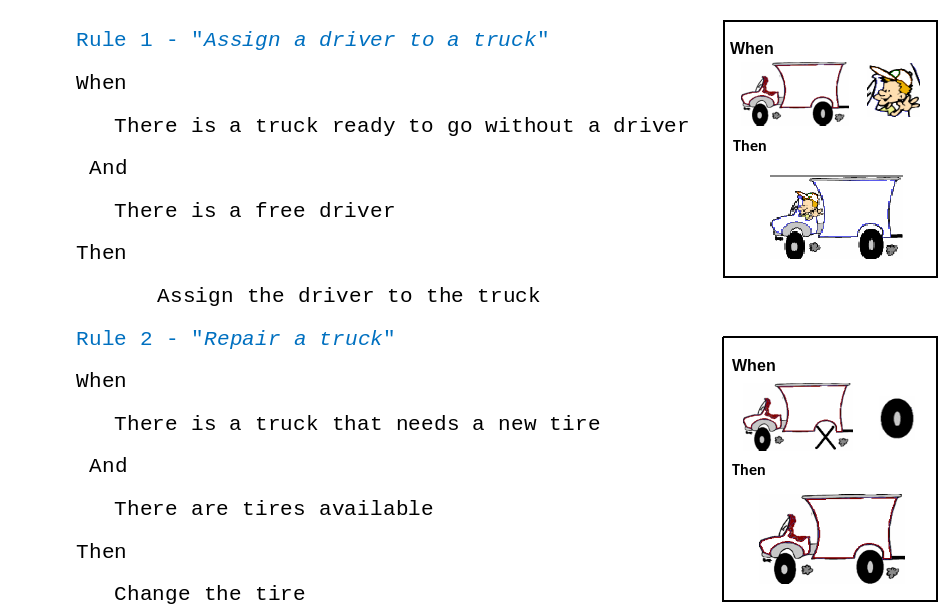 Rule 1 - "Assign a driver to a truck"
When
There is a truck ready to go without a driver
And
There is a free driver
Then
Assign the driver to the truck
Rule 2 - "Repair a truck"
When
There is a truck that needs a new tire
And
There are tires available
Then
Change the tire
When
Then
When
Then